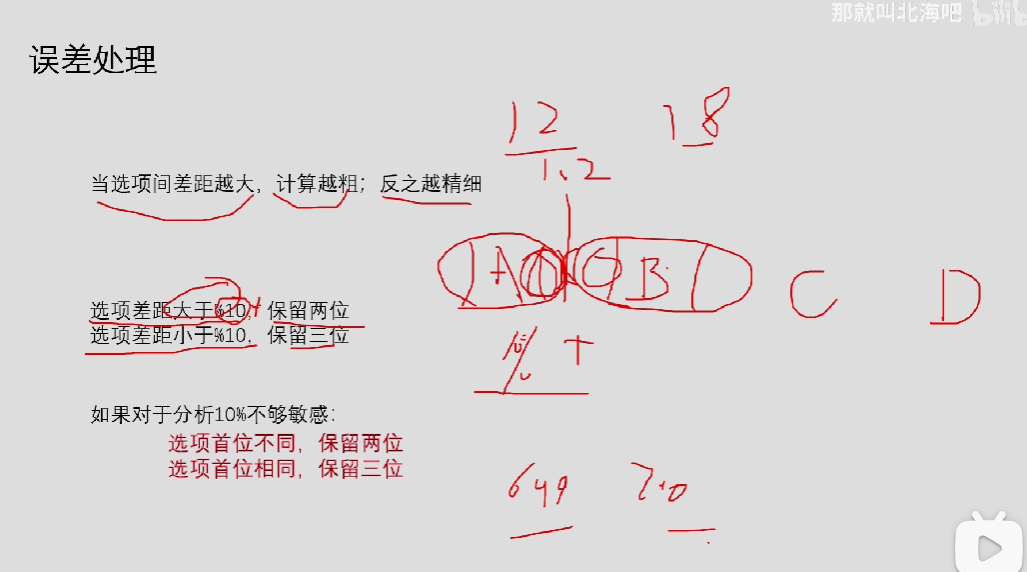 那就叫北海吧 bilibili
误差处理
12 18
1.2
当选项间差距越大，计算越粗；反之越精细
A B C D
选项差距大于%10，保留两位
选项差距小于%10，保留三位
如果对于分析10%不够敏感：
选项首位不同，保留两位
选项首位相同，保留三位
649